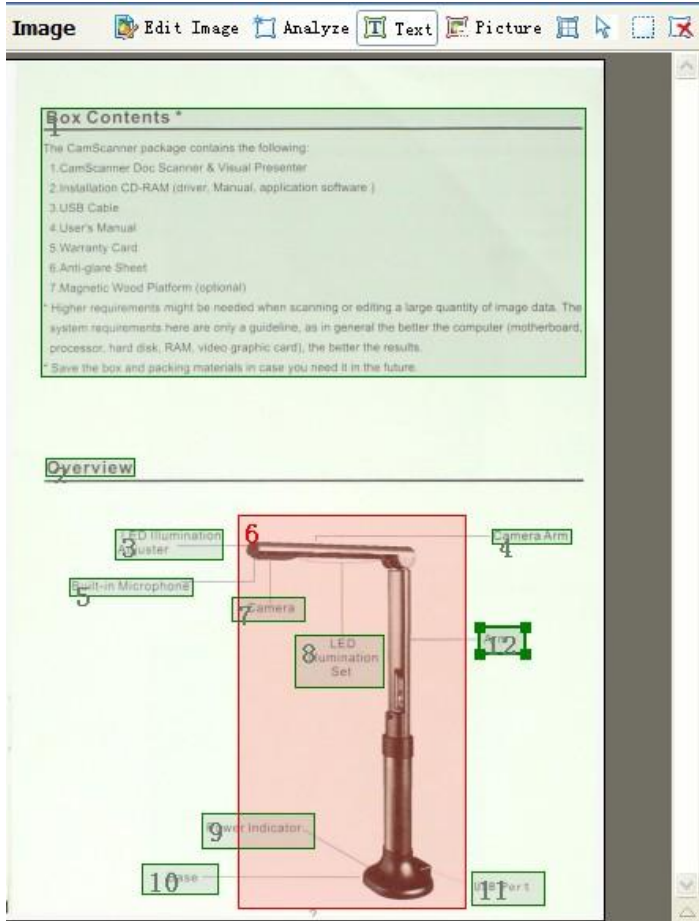 Image Edit Image Analyze Text Picture
Box Contents *
1
The CamScanner package contains the following:
1.CamScanner Doc Scanner & Visual Presenter
2.Installation CD-RAM (driver, Manual, application software )
3.USB Cable
4.User's Manual
5.Warranty Card
6.Anti-glare Sheet
7.Magnetic Wood Platform (optional)
* Higher requirements might be needed when scanning or editing a large quantity of image data. The
system requirements here are only a guideline, as in general the better the computer (motherboard,
processor, hard disk, RAM, video graphic card), the better the results.
* Save the box and packing materials in case you need it in the future.
Overview
2
6
LED Illumination
Adjuster
3
Camera Arm
4
Built-in Microphone
5
Camera
7
LED
Illumination
Set
8
Arm
12
Power Indicator
9
Base
10
USB Port
11